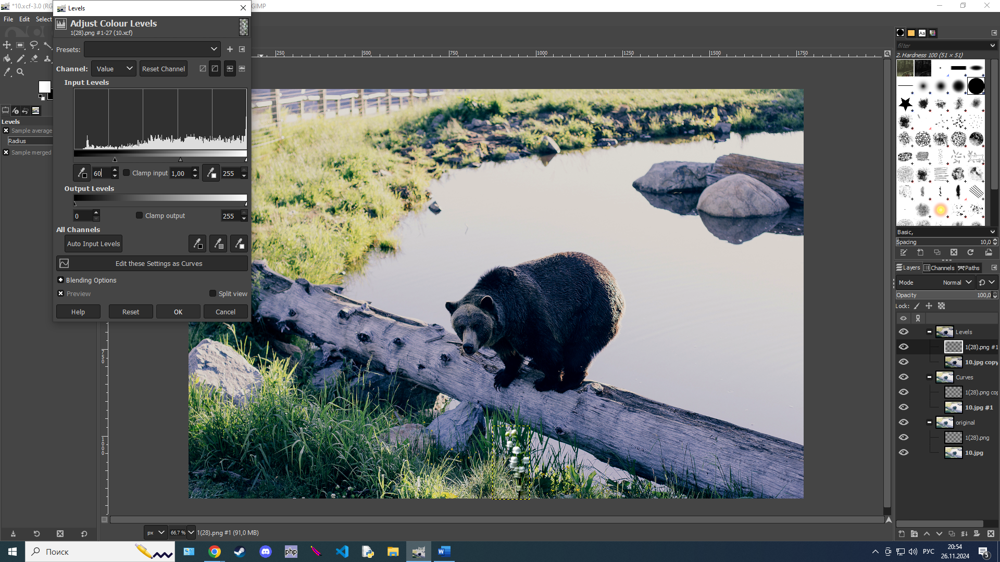 *10.xcf-3.0 (RG
GIMP
File Edit Select
Levels
Adjust Colour Levels
1(28).png #1-27 (10.xcf)
Presets:
Channel: Value Reset Channel
Input Levels
60 Clamp input 1,00 255
Output Levels
0 Clamp output 255
All Channels
Auto Input Levels
Edit these Settings as Curves
Blending Options
Preview Split view
Help Reset OK Cancel
Levels
Sample average
Radius
Sample merged
250 500 750 1000 1250 1500 1750
750
1000
px 66,7 % 1(28).png #1 (91,0 MB)
Aa
filter
2. Hardness 100 (51 × 51)
Basic,
Spacing 10,0
Layers Channels Paths
Mode Normal
Opacity 100,0
Lock:
Levels
1(28).png #1
10.jpg copy
Curves
1(28).png cop
10.jpg #1
original
1(28).png
10.jpg
Поиск
php
РУС
20:54
26.11.2024
5